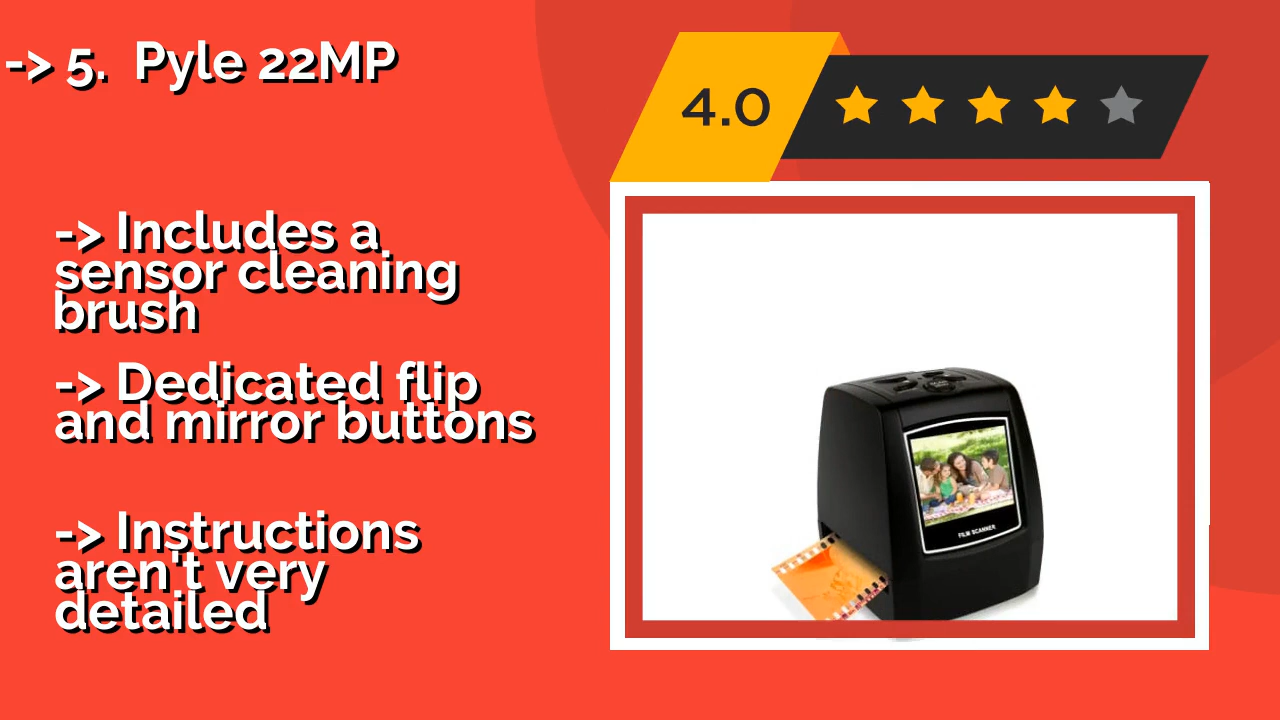 -> 5.  Pyle 22MP
4.0
-> Includes a
sensor cleaning
brush
-> Dedicated flip
and mirror buttons
-> Instructions
aren't very
detailed
FILM SCANNER